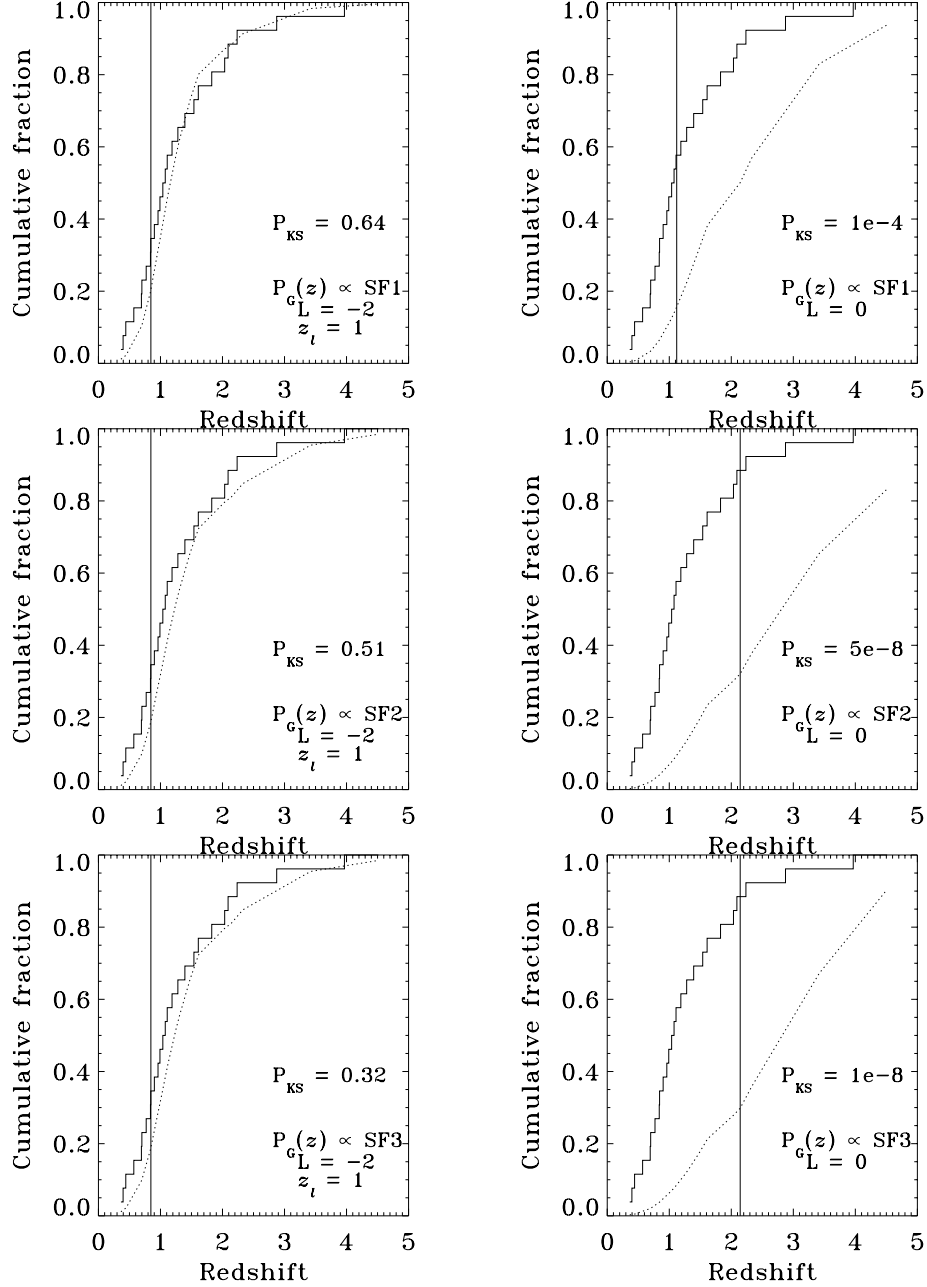 1.0
0.8
0.6
0.4
0.2
0.0
Cumulative fraction
P_KS = 0.64
P_G(z) ∝ SF1
L = −2
z_l = 1
0 1 2 3 4 5
Redshift
1.0
0.8
0.6
0.4
0.2
0.0
Cumulative fraction
P_KS = 1e−4
P_G(z) ∝ SF1
L = 0
0 1 2 3 4 5
Redshift
1.0
0.8
0.6
0.4
0.2
0.0
Cumulative fraction
P_KS = 0.51
P_G(z) ∝ SF2
L = −2
z_l = 1
0 1 2 3 4 5
Redshift
1.0
0.8
0.6
0.4
0.2
0.0
Cumulative fraction
P_KS = 5e−8
P_G(z) ∝ SF2
L = 0
0 1 2 3 4 5
Redshift
1.0
0.8
0.6
0.4
0.2
0.0
Cumulative fraction
P_KS = 0.32
P_G(z) ∝ SF3
L = −2
z_l = 1
0 1 2 3 4 5
Redshift
1.0
0.8
0.6
0.4
0.2
0.0
Cumulative fraction
P_KS = 1e−8
P_G(z) ∝ SF3
L = 0
0 1 2 3 4 5
Redshift